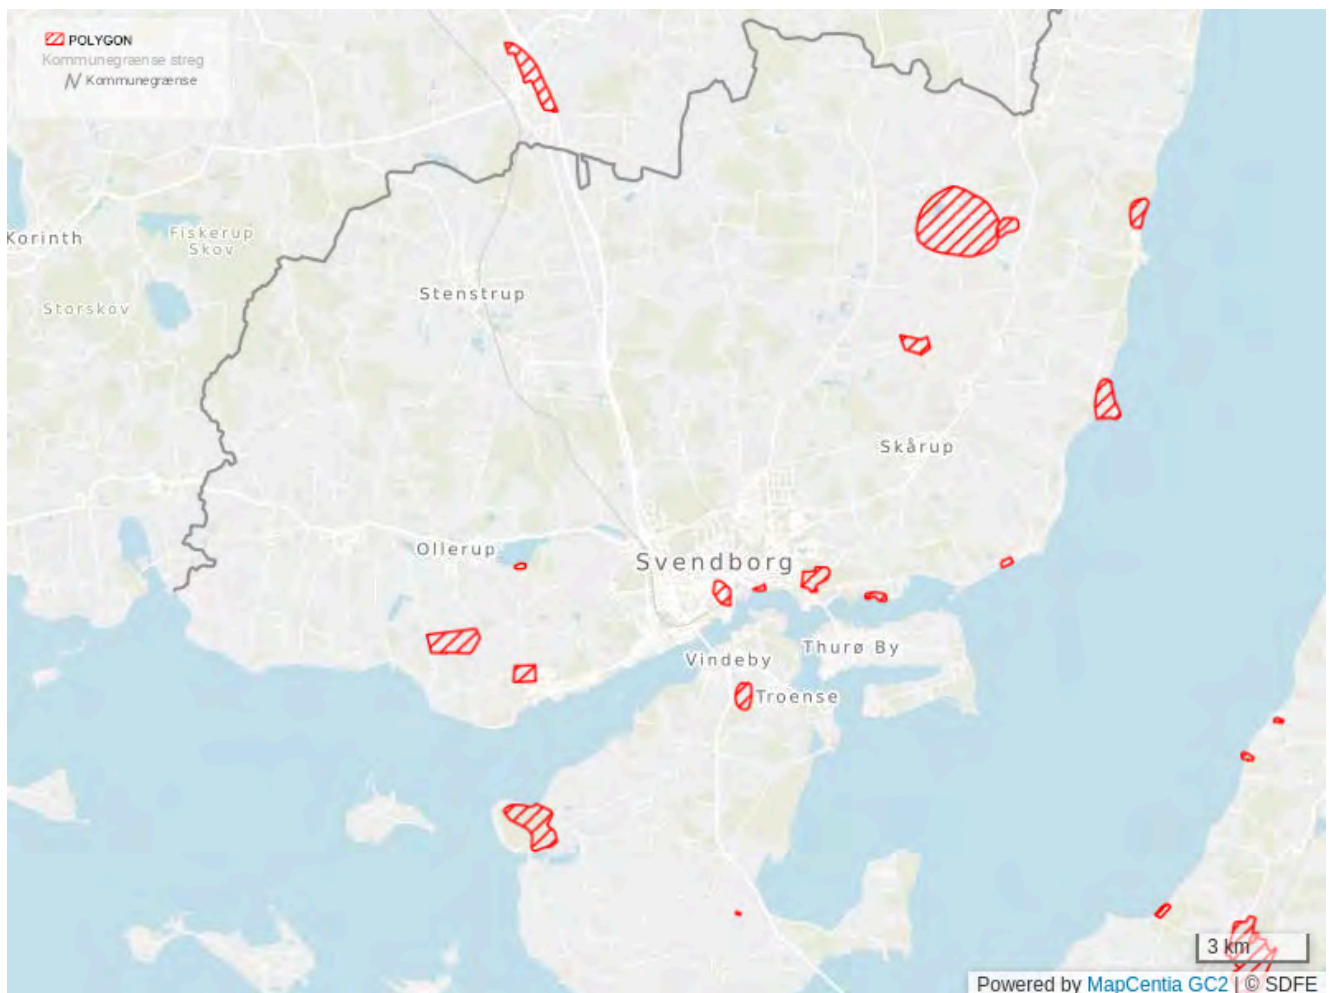 POLYGON
Kommunegrænse streg
Kommunegrænse
Korinth
Fiskerup
Skov
Storskov
Stenstrup
Skårup
Ollerup
Svendborg
Vindeby
Thurø By
Troense
3 km
Powered by MapCentia GC2 | © SDFE